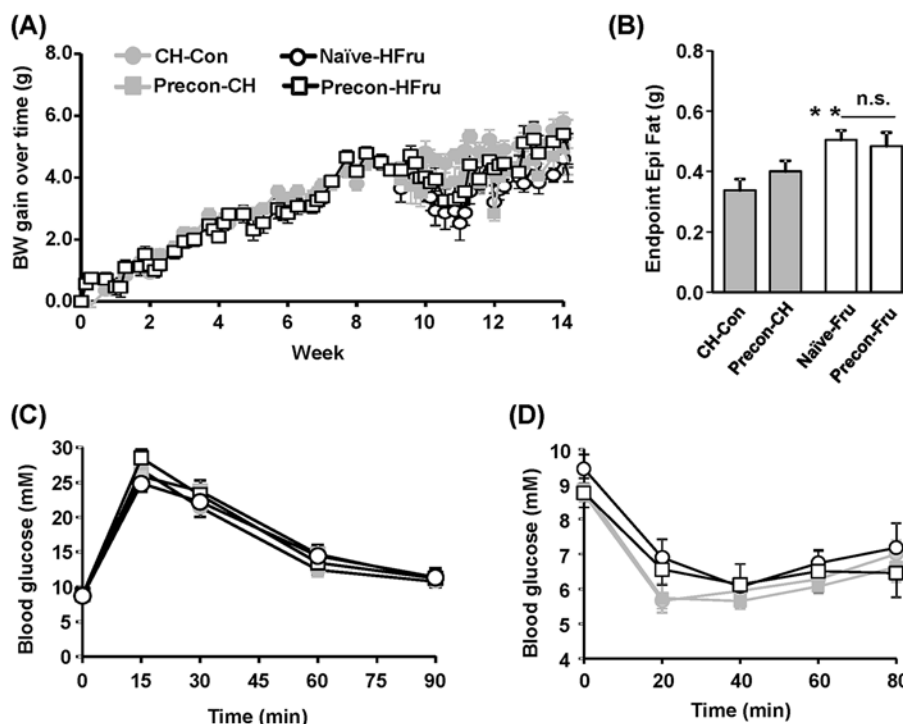 (A)
BW gain over time (g)
8.0
6.0
4.0
2.0
0.0
CH-Con
Naïve-HFru
Precon-CH
Precon-HFru
0 2 4 6 8 10 12 14
Week
(B)
Endpoint Epi Fat (g)
0.8
0.6
0.4
0.2
0.0
n.s.
* *
CH-Con
Precon-CH
Naïve-Fru
Precon-Fru
(C)
Blood glucose (mM)
30
25
20
15
10
5
0
0 15 30 45 60 75 90
Time (min)
(D)
Blood glucose (mM)
10
9
8
7
6
5
4
0 20 40 60 80
Time (min)